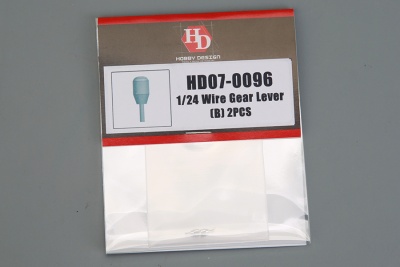 HD
HOBBY DESIGN
HD07-0096
1/24 Wire Gear Lever
(B) 2PCS